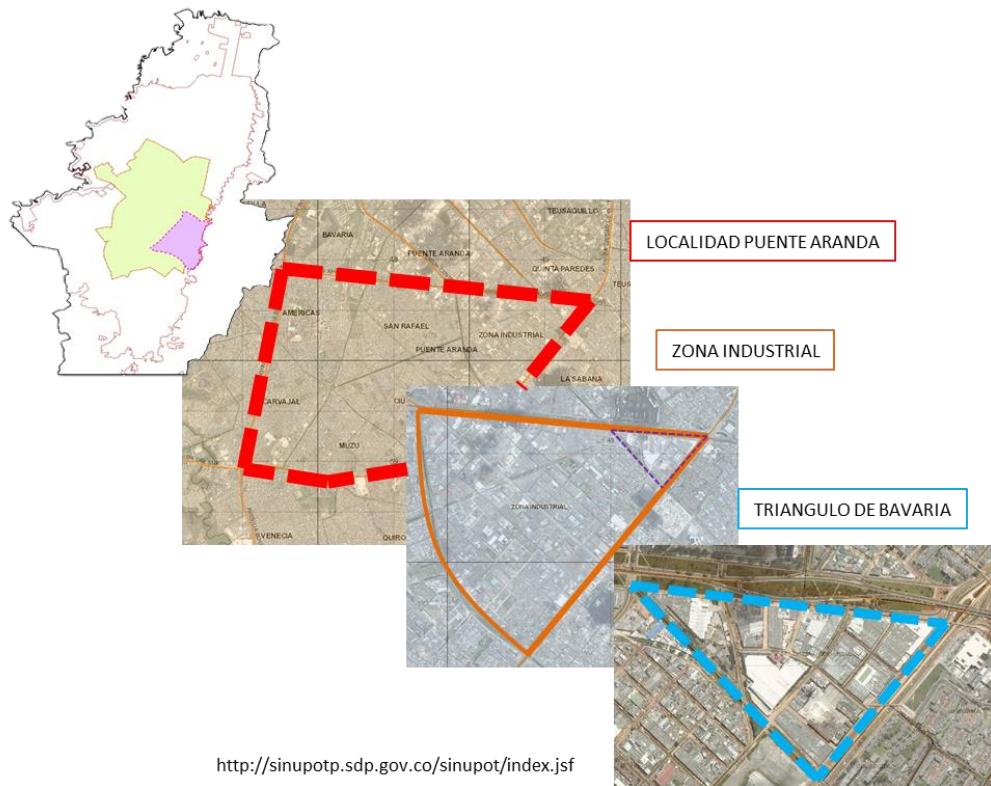 TEUSAQUILLO
BAVARIA
PUENTE ARANDA
QUINTA PAREDES
LOCALIDAD PUENTE ARANDA
AMERICAS
SAN RAFAEL
ZONA INDUSTRIAL
PUENTE ARANDA
LA SABANA
ZONA INDUSTRIAL
CARVAJAL
MUZU
ZONA INDUSTRIAL
VENECIA
TRIANGULO DE BAVARIA
http://sinupotp.sdp.gov.co/sinupot/index.jsf